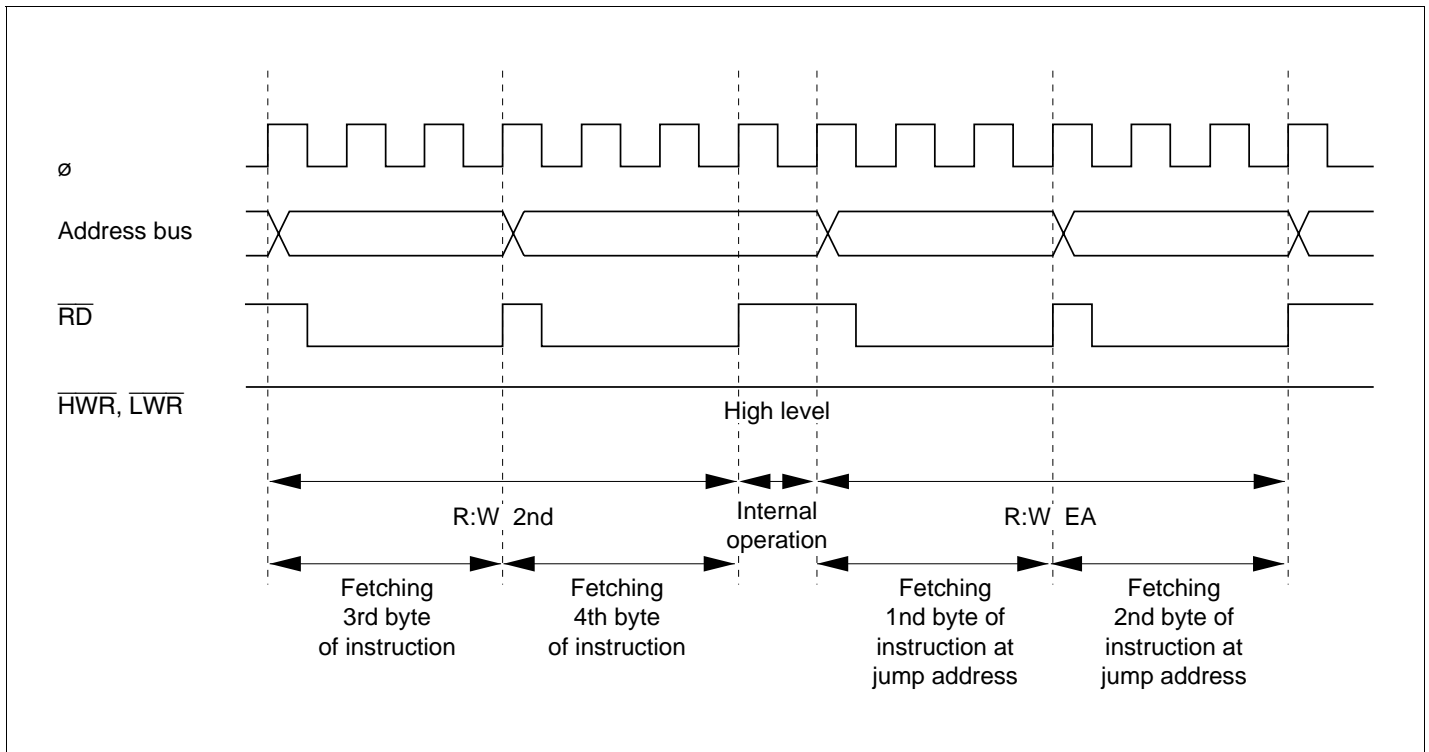 ø
Address bus
RD
HWR, LWR
High level
R:W 2nd
Internal
operation
R:W EA
Fetching
3rd byte
of instruction
Fetching
4th byte
of instruction
Fetching
1nd byte of
instruction at
jump address
Fetching
2nd byte of
instruction at
jump address